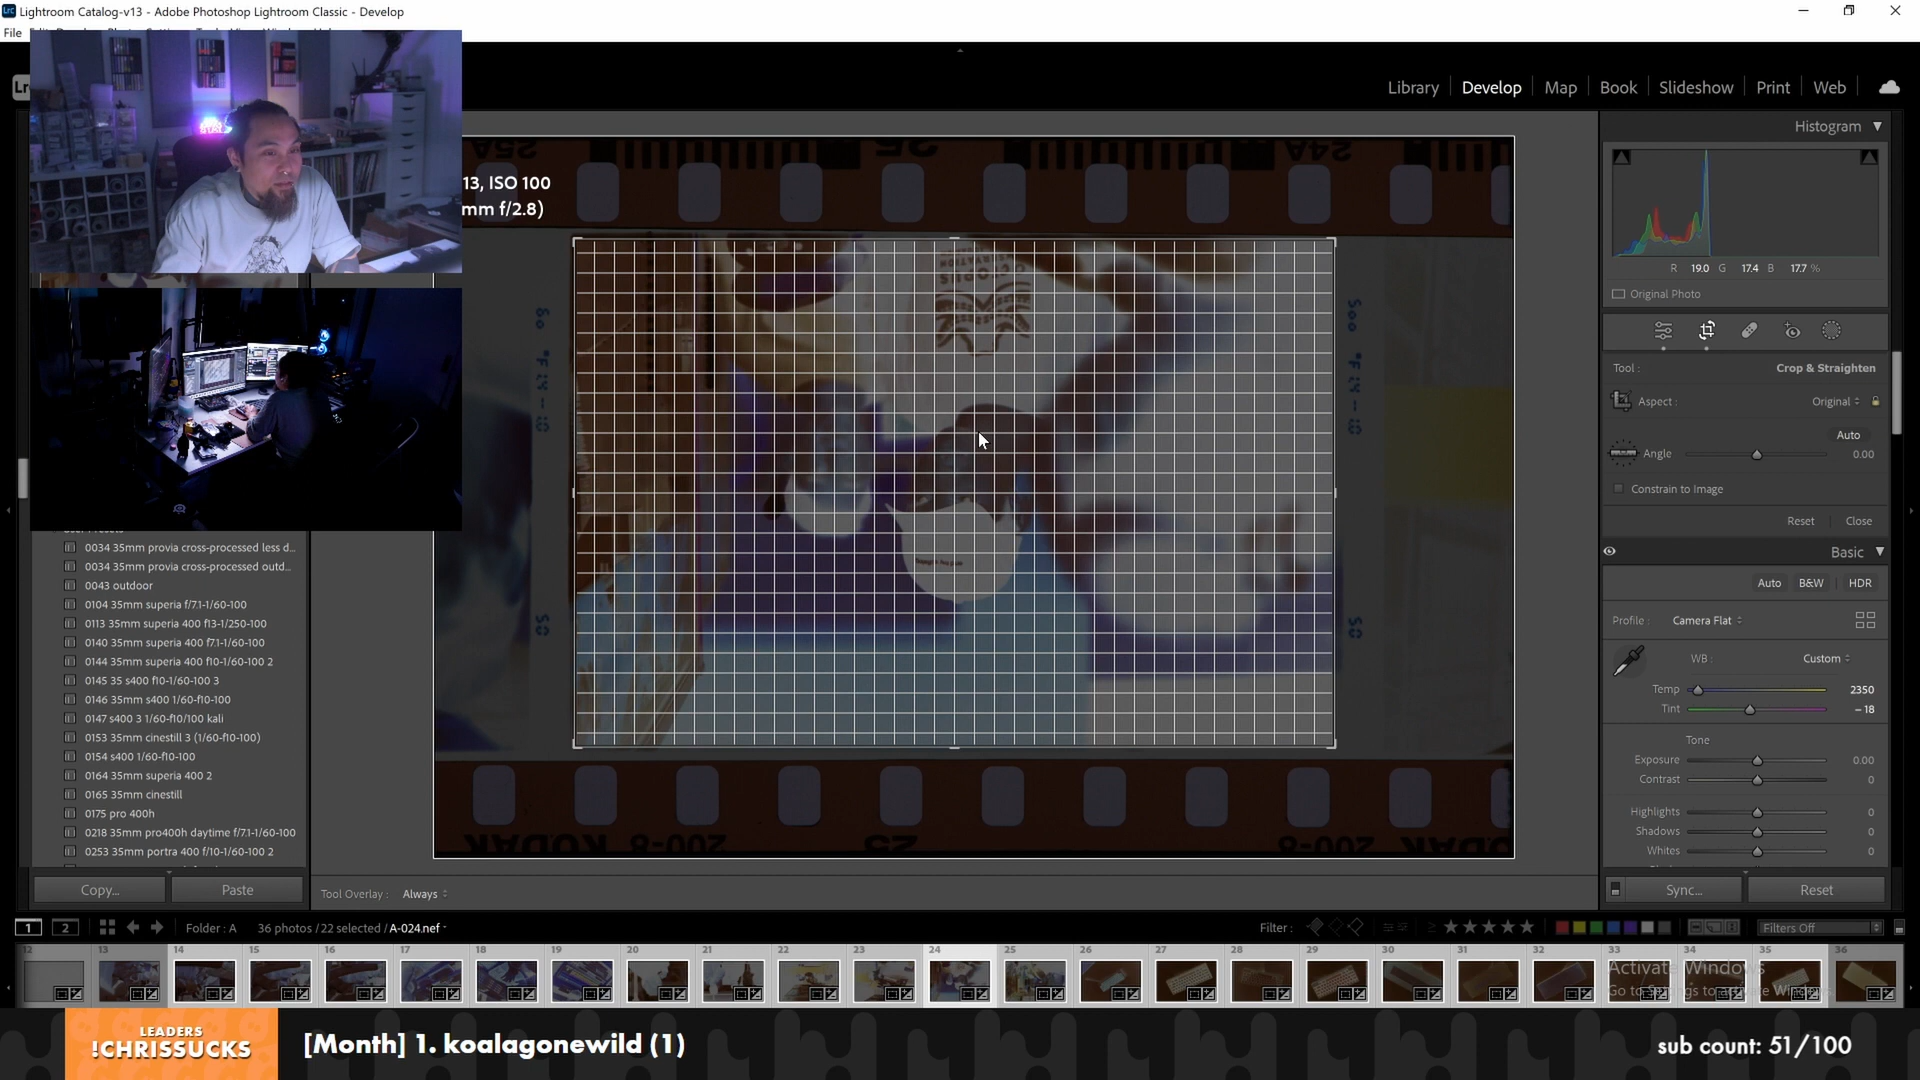 Lightroom Catalog-v13 - Adobe Photoshop Lightroom Classic - Develop
File
Library
Develop
Map
Book
Slideshow
Print
Web
13, ISO 100
mm f/2.8)
Histogram
R 19.0 G 17.4 B 17.7 %
Original Photo
Tool : Crop & Straighten
Aspect : Original
Auto
Angle 0.00
Constrain to Image
Reset Close
Basic
Auto B&W HDR
Profile : Camera Flat
WB : Custom
Temp 2350
Tint – 18
Tone
Exposure 0.00
Contrast 0
Highlights 0
Shadows 0
Whites 0
0034 35mm provia cross-processed less d...
0034 35mm provia cross-processed outd...
0043 outdoor
0104 35mm superia f/7.1-1/60-100
0113 35mm superia 400 f13-1/250-100
0140 35mm superia 400 f7.1-1/60-100
0144 35mm superia 400 f10-1/60-100 2
0145 35 s400 f10-1/60-100 3
0146 35mm s400 1/60-f10-100
0147 s400 3 1/60-f10/100 kali
0153 35mm cinestill 3 (1/60-f10-100)
0154 s400 1/60-f10-100
0164 35mm superia 400 2
0165 35mm cinestill
0175 pro 400h
0218 35mm pro400h daytime f/7.1-1/60-100
0253 35mm portra 400 f/10-1/60-100 2
25A 25 24A
KODAK 200-8 25 200-8 KODAK
Copy... Paste
Tool Overlay : Always
Sync... Reset
1 2 Folder : A 36 photos / 22 selected / A-024.nef
Filter : Filters Off
12 13 14 15 16 17 18 19 20 21 22 23 24 25 26 27 28 29 30 31 32 33 34 35 36
Activate Windows
Go to Settings to activate Windows.
LEADERS
!CHRISSUCKS
[Month] 1. koalagonewild (1)
sub count: 51/100